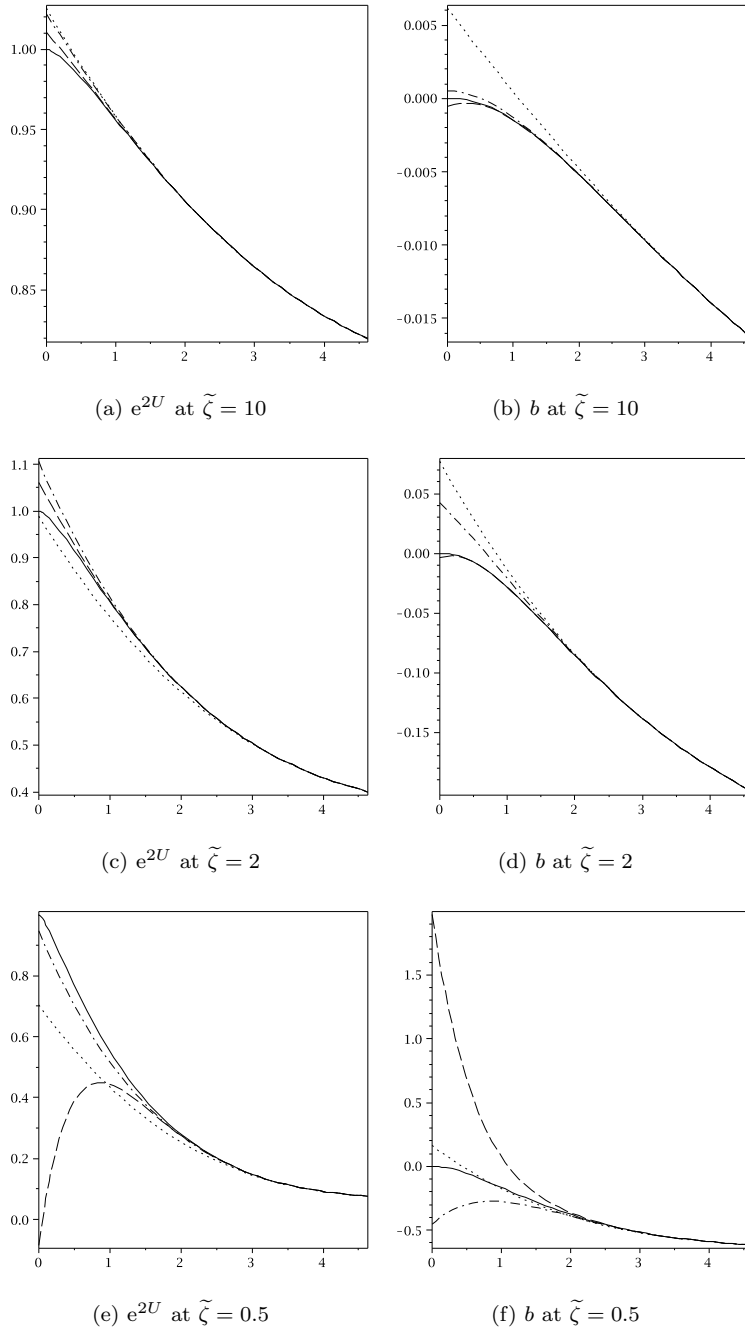 1.00
0.95
0.90
0.85
0 1 2 3 4
(a) e^{2U} at ζ̃ = 10
0.005
0.000
−0.005
−0.010
−0.015
0 1 2 3 4
(b) b at ζ̃ = 10
1.1
1.0
0.9
0.8
0.7
0.6
0.5
0.4
0 1 2 3 4
(c) e^{2U} at ζ̃ = 2
0.05
0.00
−0.05
−0.10
−0.15
0 1 2 3 4
(d) b at ζ̃ = 2
0.8
0.6
0.4
0.2
0.0
0 1 2 3 4
(e) e^{2U} at ζ̃ = 0.5
1.5
1.0
0.5
0.0
−0.5
0 1 2 3 4
(f) b at ζ̃ = 0.5